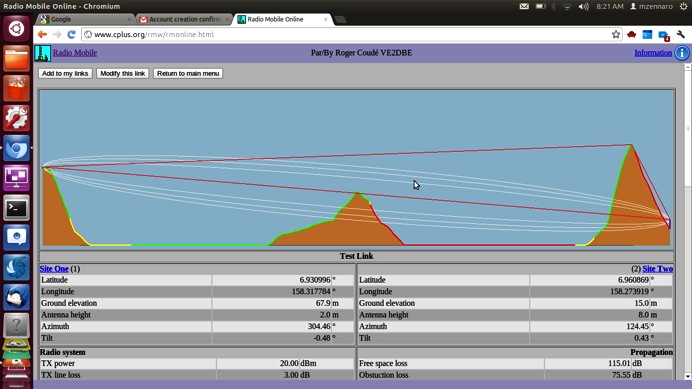 Radio Mobile Online - Chromium
8:21 AM
mzennaro
Google
Account creation confirm
Radio Mobile Online
www.cplus.org/rmw/rmonline.html
Radio Mobile
Par/By Roger Coudé VE2DBE
Information
Add to my links
Modify this link
Return to main menu
Test Link
Site One (1)
(2) Site Two
Latitude 6.930996 °
Latitude 6.960869 °
Longitude 158.317784 °
Longitude 158.273919 °
Ground elevation 67.9 m
Ground elevation 15.0 m
Antenna height 2.0 m
Antenna height 8.0 m
Azimuth 304.46 °
Azimuth 124.45 °
Tilt -0.48 °
Tilt 0.43 °
Radio system
Propagation
TX power 20.00 dBm
Free space loss 115.01 dB
TX line loss 3.00 dB
Obstuction loss 75.55 dB